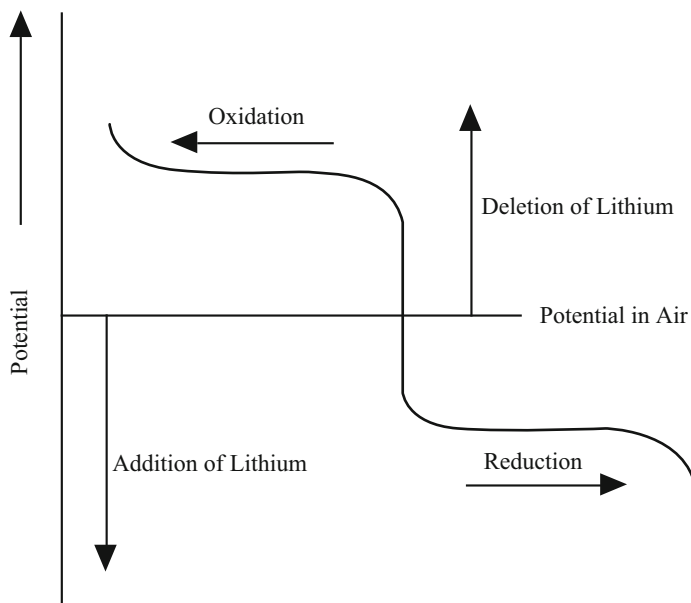 Oxidation
Deletion of Lithium
Potential
Potential in Air
Addition of Lithium
Reduction